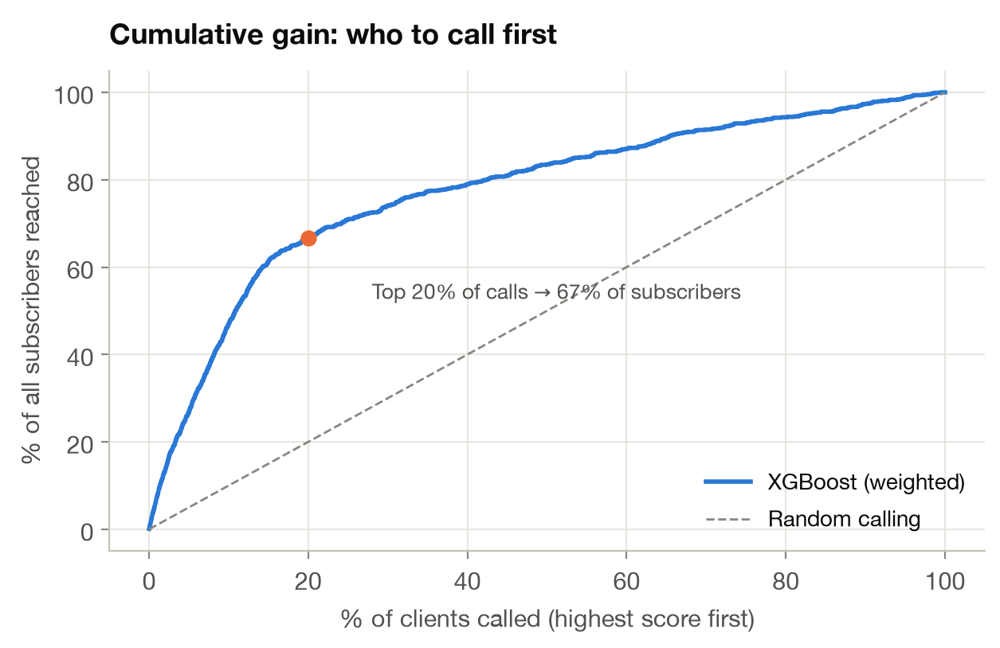 Cumulative gain: who to call first
% of all subscribers reached
100
80
60
40
20
0
Top 20% of calls → 67% of subscribers
XGBoost (weighted)
Random calling
0 20 40 60 80 100
% of clients called (highest score first)